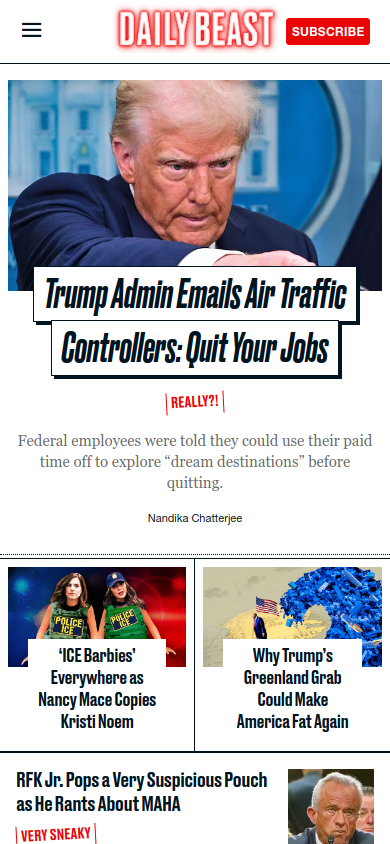 DAILY BEAST
SUBSCRIBE
Trump Admin Emails Air Traffic
Controllers: Quit Your Jobs
REALLY?!
Federal employees were told they could use their paid
time off to explore “dream destinations” before
quitting.
Nandika Chatterjee
POLICE
ICE
POLICE
ICE
‘ICE Barbies’
Everywhere as
Nancy Mace Copies
Kristi Noem
Why Trump’s
Greenland Grab
Could Make
America Fat Again
RFK Jr. Pops a Very Suspicious Pouch
as He Rants About MAHA
VERY SNEAKY